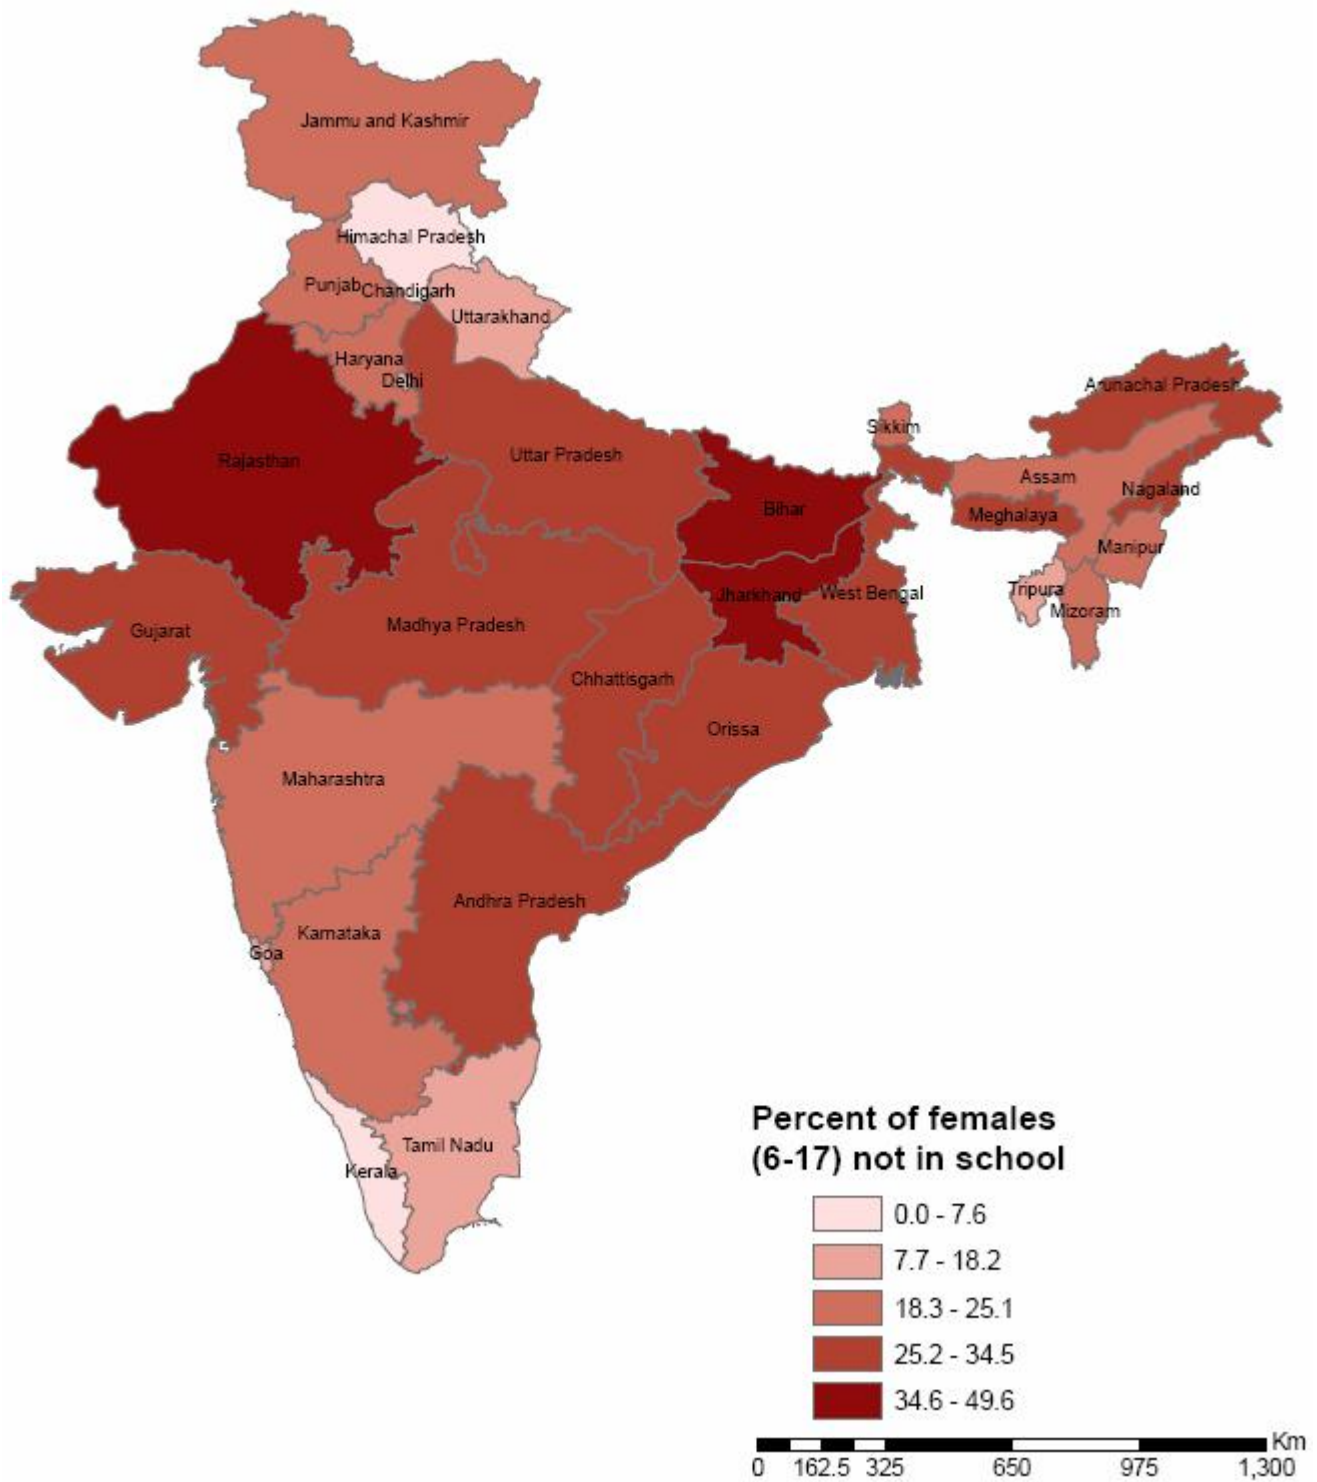 Jammu and Kashmir
Himachal Pradesh
Punjab
Chandigarh
Uttarakhand
Haryana
Delhi
Arunachal Pradesh
Sikkim
Rajasthan
Uttar Pradesh
Assam
Nagaland
Bihar
Meghalaya
Manipur
Tripura
Jharkhand
West Bengal
Mizoram
Gujarat
Madhya Pradesh
Chhattisgarh
Orissa
Maharashtra
Andhra Pradesh
Karnataka
Goa
Tamil Nadu
Kerala
Percent of females
(6-17) not in school
0.0 - 7.6
7.7 - 18.2
18.3 - 25.1
25.2 - 34.5
34.6 - 49.6
Km
0 162.5 325 650 975 1,300